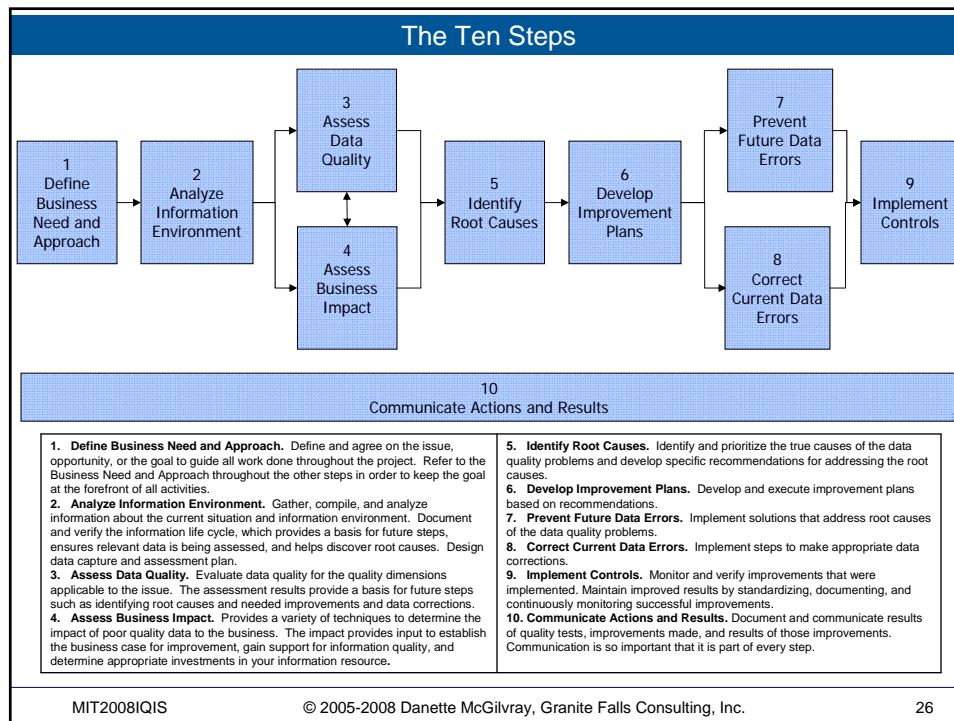 The Ten Steps
1
Define
Business
Need and
Approach
2
Analyze
Information
Environment
3
Assess
Data
Quality
4
Assess
Business
Impact
5
Identify
Root Causes
6
Develop
Improvement
Plans
7
Prevent
Future Data
Errors
8
Correct
Current Data
Errors
9
Implement
Controls
10
Communicate Actions and Results
1. Define Business Need and Approach. Define and agree on the issue,
opportunity, or the goal to guide all work done throughout the project. Refer to the
Business Need and Approach throughout the other steps in order to keep the goal
at the forefront of all activities.
2. Analyze Information Environment. Gather, compile, and analyze
information about the current situation and information environment. Document
and verify the information life cycle, which provides a basis for future steps,
ensures relevant data is being assessed, and helps discover root causes. Design
data capture and assessment plan.
3. Assess Data Quality. Evaluate data quality for the quality dimensions
applicable to the issue. The assessment results provide a basis for future steps
such as identifying root causes and needed improvements and data corrections.
4. Assess Business Impact. Provides a variety of techniques to determine the
impact of poor quality data to the business. The impact provides input to establish
the business case for improvement, gain support for information quality, and
determine appropriate investments in your information resource.
5. Identify Root Causes. Identify and prioritize the true causes of the data
quality problems and develop specific recommendations for addressing the root
causes.
6. Develop Improvement Plans. Develop and execute improvement plans
based on recommendations.
7. Prevent Future Data Errors. Implement solutions that address root causes
of the data quality problems.
8. Correct Current Data Errors. Implement steps to make appropriate data
corrections.
9. Implement Controls. Monitor and verify improvements that were
implemented. Maintain improved results by standardizing, documenting, and
continuously monitoring successful improvements.
10. Communicate Actions and Results. Document and communicate results
of quality tests, improvements made, and results of those improvements.
Communication is so important that it is part of every step.
MIT2008IQIS © 2005-2008 Danette McGilvray, Granite Falls Consulting, Inc. 26